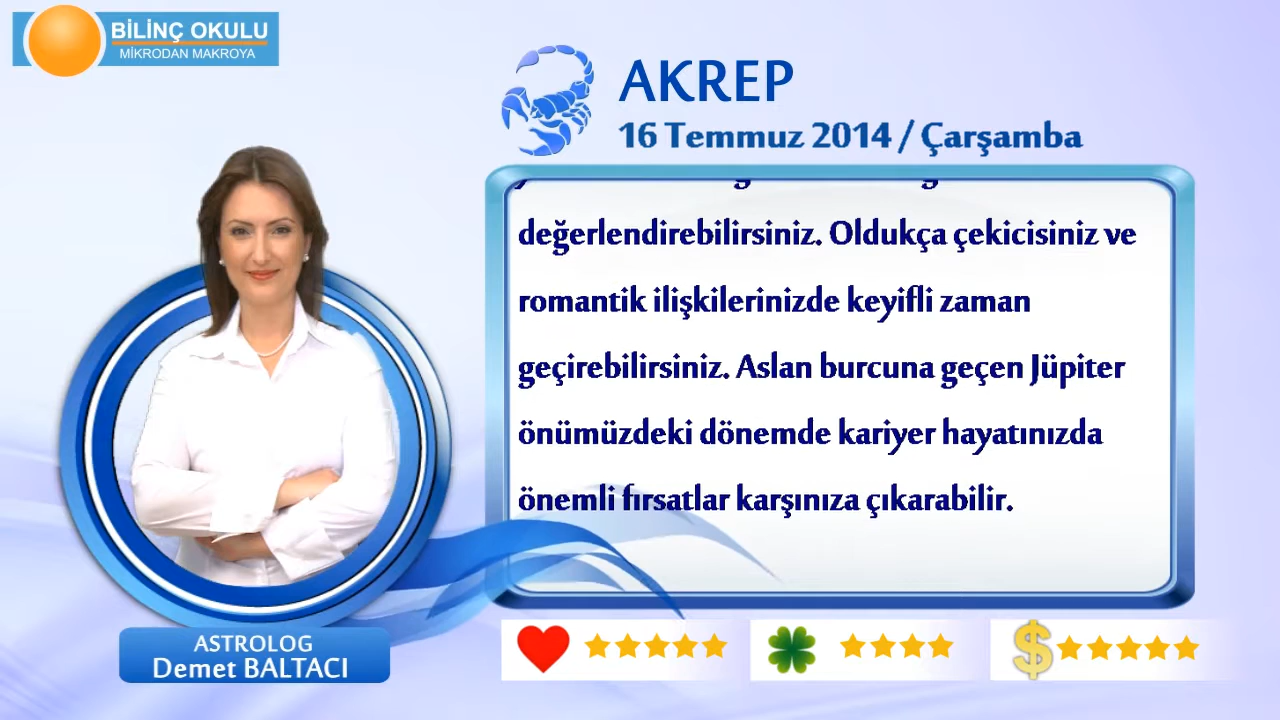 BİLİNÇ OKULU
MİKRODAN MAKROYA
AKREP
16 Temmuz 2014 / Çarşamba
değerlendirebilirsiniz. Oldukça çekicisiniz ve
romantik ilişkilerinizde keyifli zaman
geçirebilirsiniz. Aslan burcuna geçen Jüpiter
önümüzdeki dönemde kariyer hayatınızda
önemli fırsatlar karşınıza çıkarabilir.
ASTROLOG
Demet BALTACI